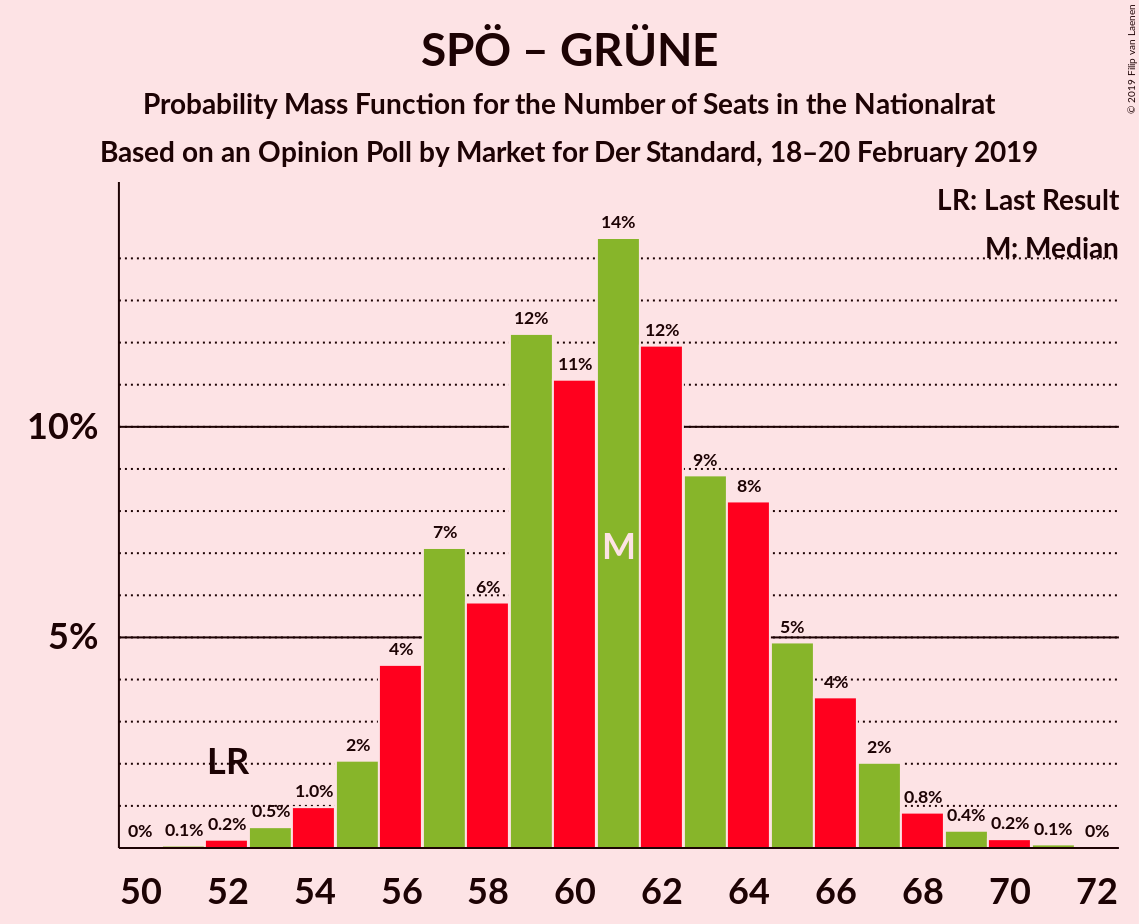 SPÖ – GRÜNE
Probability Mass Function for the Number of Seats in the Nationalrat
Based on an Opinion Poll by Market for Der Standard, 18–20 February 2019
© 2019 Filip van Laenen
LR: Last Result
M: Median
10%
5%
0%
0.1%
0.2%
0.5%
1.0%
2%
4%
7%
6%
12%
11%
14%
12%
9%
8%
5%
4%
2%
0.8%
0.4%
0.2%
0.1%
0%
LR
M
50 52 54 56 58 60 62 64 66 68 70 72